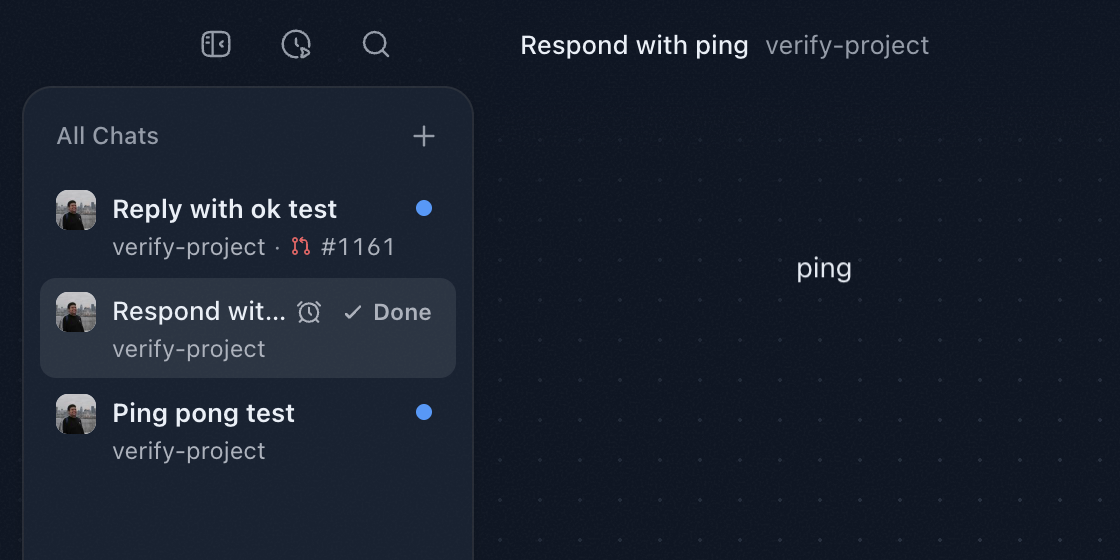 Respond with ping verify-project
All Chats
Reply with ok test
verify-project · #1161
Respond wit... Done
verify-project
Ping pong test
verify-project
ping